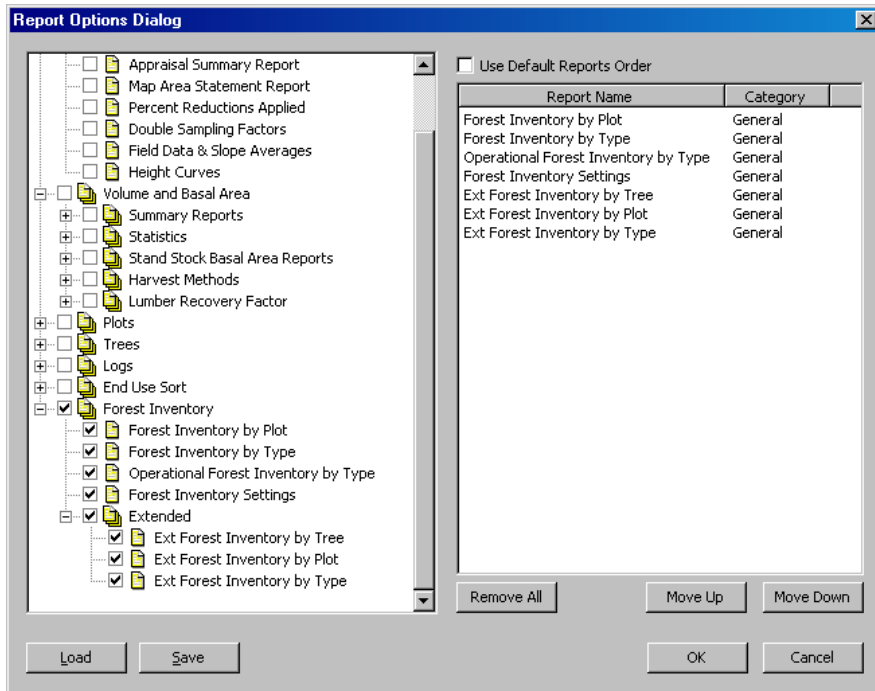 Report Options Dialog
Appraisal Summary Report
Map Area Statement Report
Percent Reductions Applied
Double Sampling Factors
Field Data & Slope Averages
Height Curves
Volume and Basal Area
Summary Reports
Statistics
Stand Stock Basal Area Reports
Harvest Methods
Lumber Recovery Factor
Plots
Trees
Logs
End Use Sort
Forest Inventory
Forest Inventory by Plot
Forest Inventory by Type
Operational Forest Inventory by Type
Forest Inventory Settings
Extended
Ext Forest Inventory by Tree
Ext Forest Inventory by Plot
Ext Forest Inventory by Type
Use Default Reports Order
Report Name Category
Forest Inventory by Plot General
Forest Inventory by Type General
Operational Forest Inventory by Type General
Forest Inventory Settings General
Ext Forest Inventory by Tree General
Ext Forest Inventory by Plot General
Ext Forest Inventory by Type General
Remove All Move Up Move Down
Load Save OK Cancel